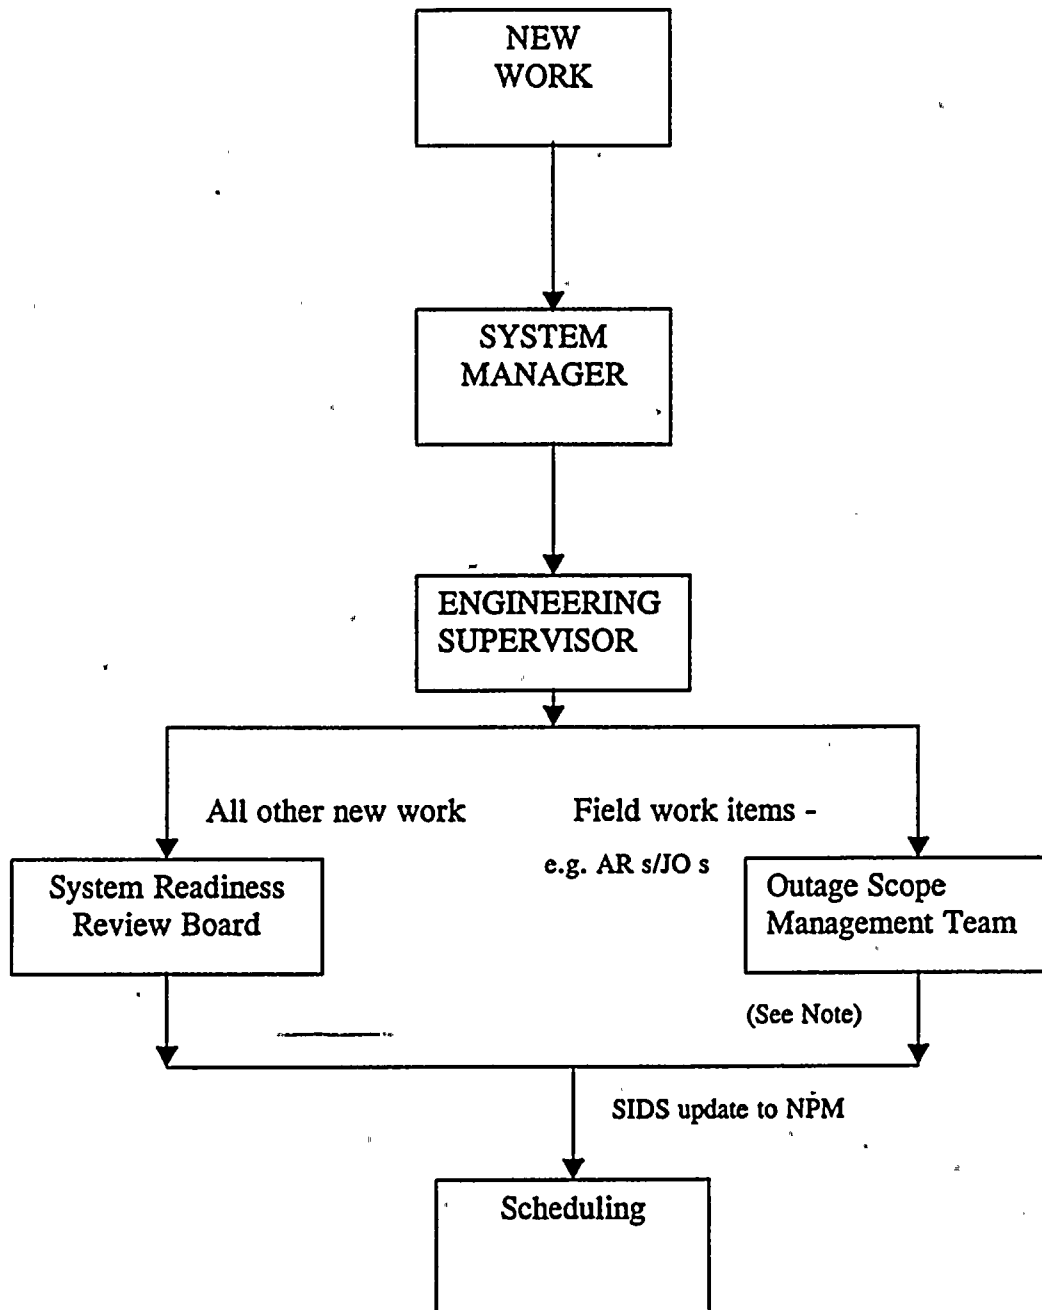 NEW
WORK
SYSTEM
MANAGER
ENGINEERING
SUPERVISOR
All other new work
Field work items -
e.g. AR s/JO s
System Readiness
Review Board
Outage Scope
Management Team
(See Note)
SIDS update to NPM
Scheduling